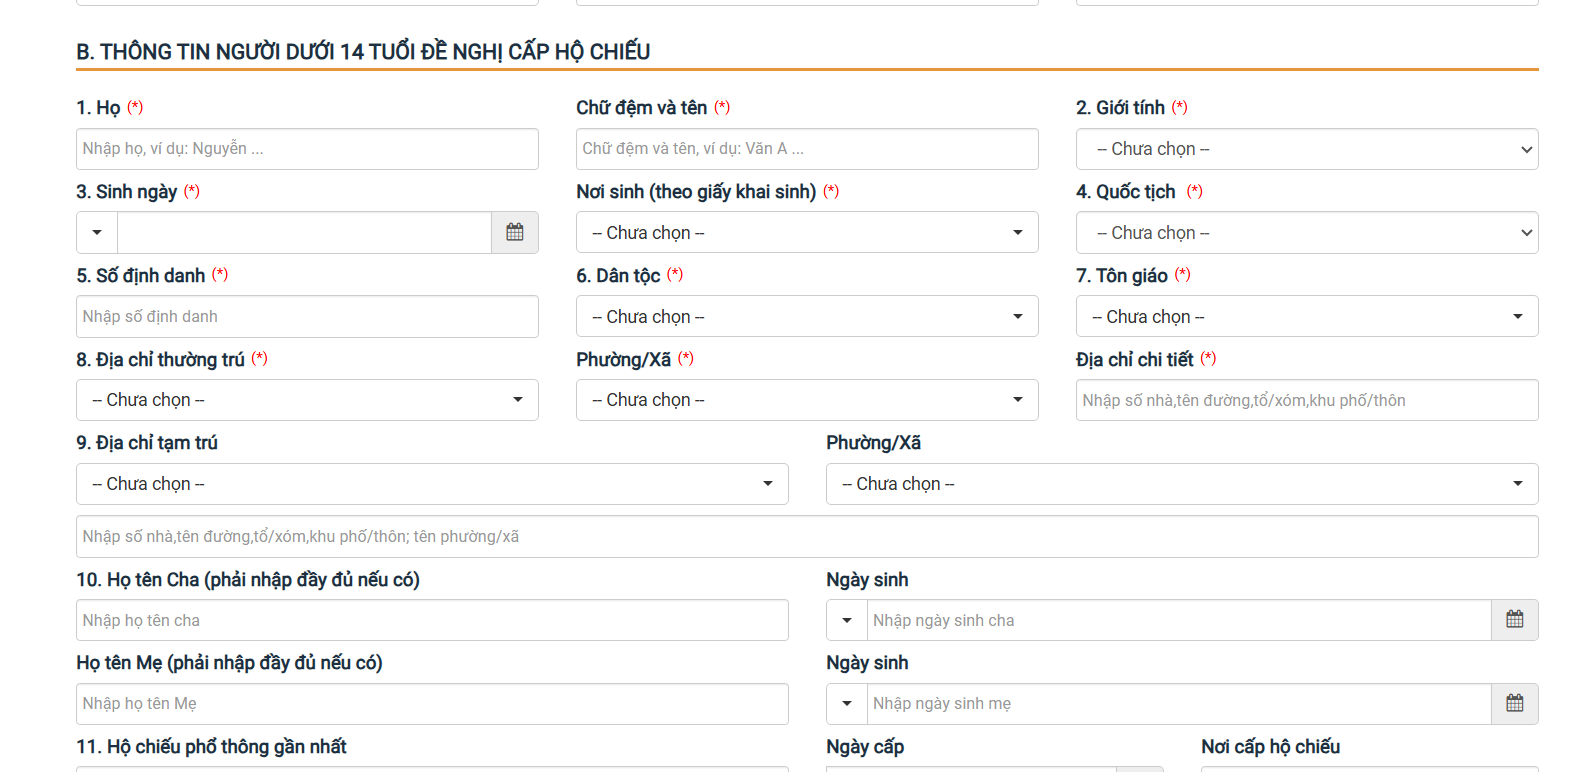 B. THÔNG TIN NGƯỜI DƯỚI 14 TUỔI ĐỀ NGHỊ CẤP HỘ CHIẾU
1. Họ (*) Chữ đệm và tên (*) 2. Giới tính (*)
Nhập họ, ví dụ: Nguyễn ... Chữ đệm và tên, ví dụ: Văn A ... -- Chưa chọn --
3. Sinh ngày (*) Nơi sinh (theo giấy khai sinh) (*) 4. Quốc tịch (*)
-- Chưa chọn -- -- Chưa chọn --
5. Số định danh (*) 6. Dân tộc (*) 7. Tôn giáo (*)
Nhập số định danh -- Chưa chọn -- -- Chưa chọn --
8. Địa chỉ thường trú (*) Phường/Xã (*) Địa chỉ chi tiết (*)
-- Chưa chọn -- -- Chưa chọn -- Nhập số nhà,tên đường,tổ/xóm,khu phố/thôn
9. Địa chỉ tạm trú Phường/Xã
-- Chưa chọn -- -- Chưa chọn --
Nhập số nhà,tên đường,tổ/xóm,khu phố/thôn; tên phường/xã
10. Họ tên Cha (phải nhập đầy đủ nếu có) Ngày sinh
Nhập họ tên cha Nhập ngày sinh cha
Họ tên Mẹ (phải nhập đầy đủ nếu có) Ngày sinh
Nhập họ tên Mẹ Nhập ngày sinh mẹ
11. Hộ chiếu phổ thông gần nhất Ngày cấp Nơi cấp hộ chiếu